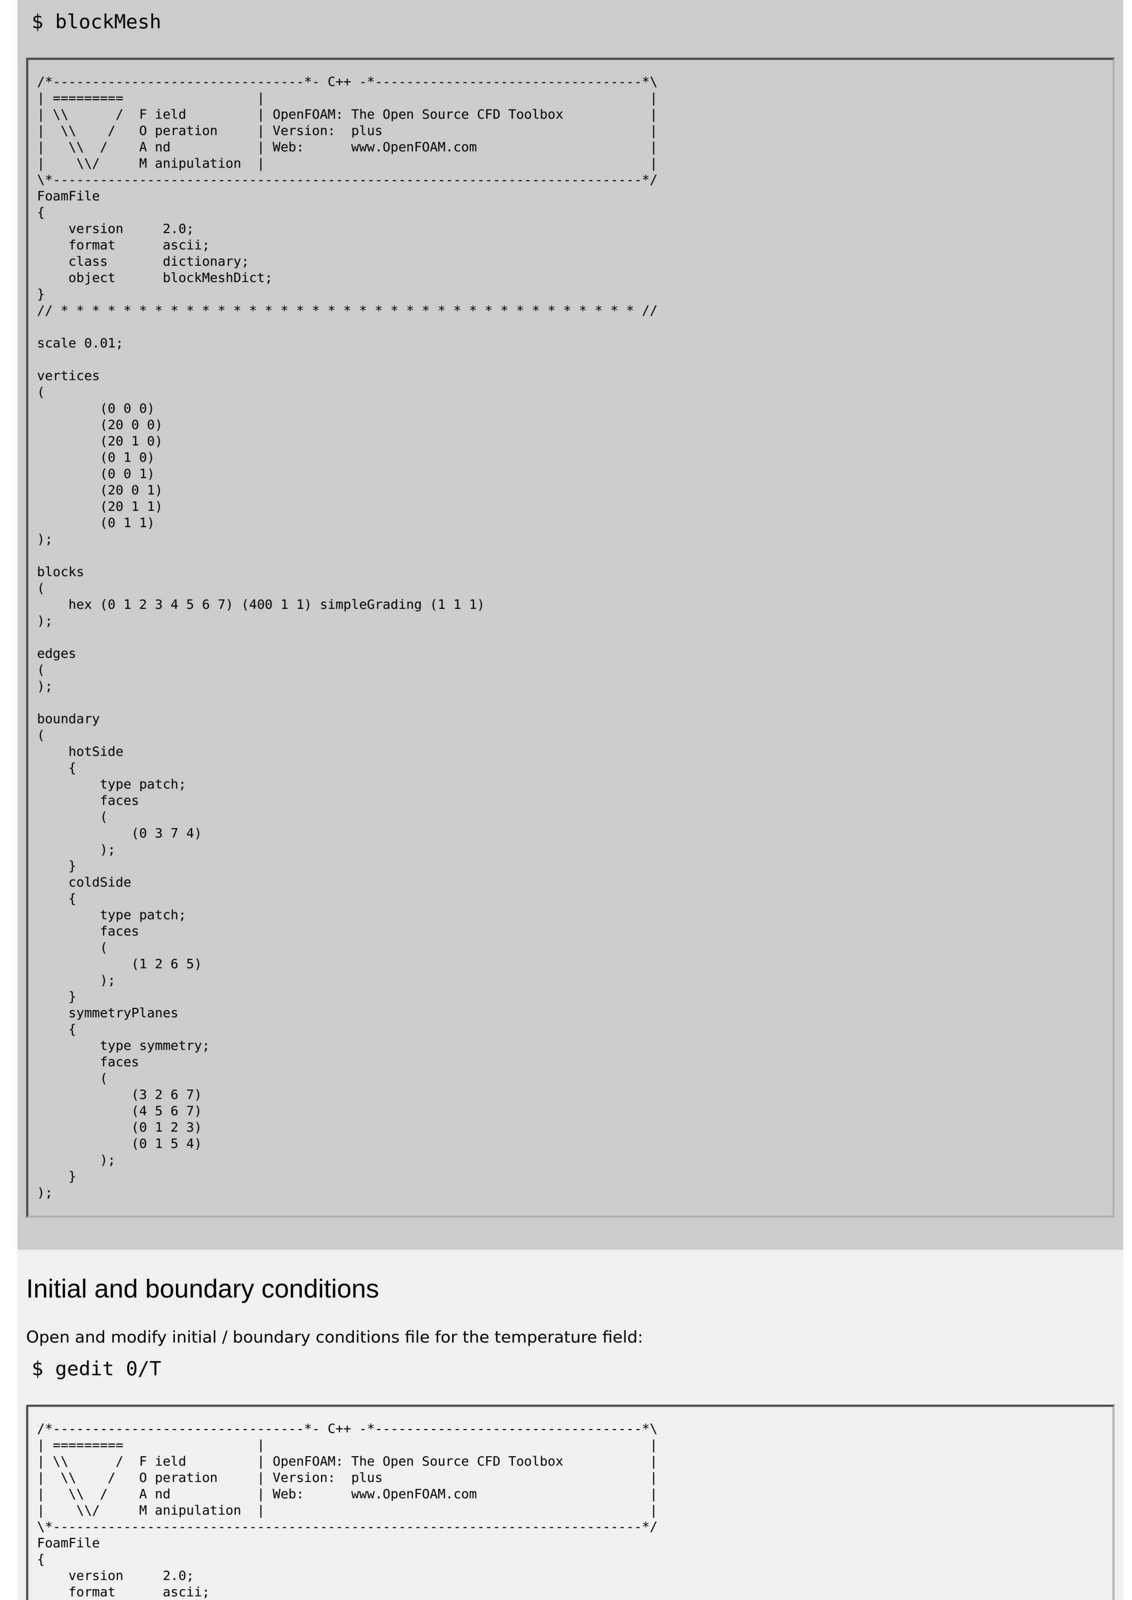 $ blockMesh
/*--------------------------------*- C++ -*----------------------------------*\
| =========                 |                                                 |
| \\      /  F ield         | OpenFOAM: The Open Source CFD Toolbox           |
|  \\    /   O peration     | Version:  plus                                  |
|   \\  /    A nd           | Web:      www.OpenFOAM.com                      |
|    \\/     M anipulation  |                                                 |
\*---------------------------------------------------------------------------*/
FoamFile
{
    version     2.0;
    format      ascii;
    class       dictionary;
    object      blockMeshDict;
}
// * * * * * * * * * * * * * * * * * * * * * * * * * * * * * * * * * * * * * //
scale 0.01;
vertices
(
        (0 0 0)
        (20 0 0)
        (20 1 0)
        (0 1 0)
        (0 0 1)
        (20 0 1)
        (20 1 1)
        (0 1 1)
);
blocks
(
    hex (0 1 2 3 4 5 6 7) (400 1 1) simpleGrading (1 1 1)
);
edges
(
);
boundary
(
    hotSide
    {
        type patch;
        faces
        (
            (0 3 7 4)
        );
    }
    coldSide
    {
        type patch;
        faces
        (
            (1 2 6 5)
        );
    }
    symmetryPlanes
    {
        type symmetry;
        faces
        (
            (3 2 6 7)
            (4 5 6 7)
            (0 1 2 3)
            (0 1 5 4)
        );
    }
);
Initial and boundary conditions
Open and modify initial / boundary conditions file for the temperature field:
$ gedit 0/T
/*--------------------------------*- C++ -*----------------------------------*\
| =========                 |                                                 |
| \\      /  F ield         | OpenFOAM: The Open Source CFD Toolbox           |
|  \\    /   O peration     | Version:  plus                                  |
|   \\  /    A nd           | Web:      www.OpenFOAM.com                      |
|    \\/     M anipulation  |                                                 |
\*---------------------------------------------------------------------------*/
FoamFile
{
    version     2.0;
    format      ascii;